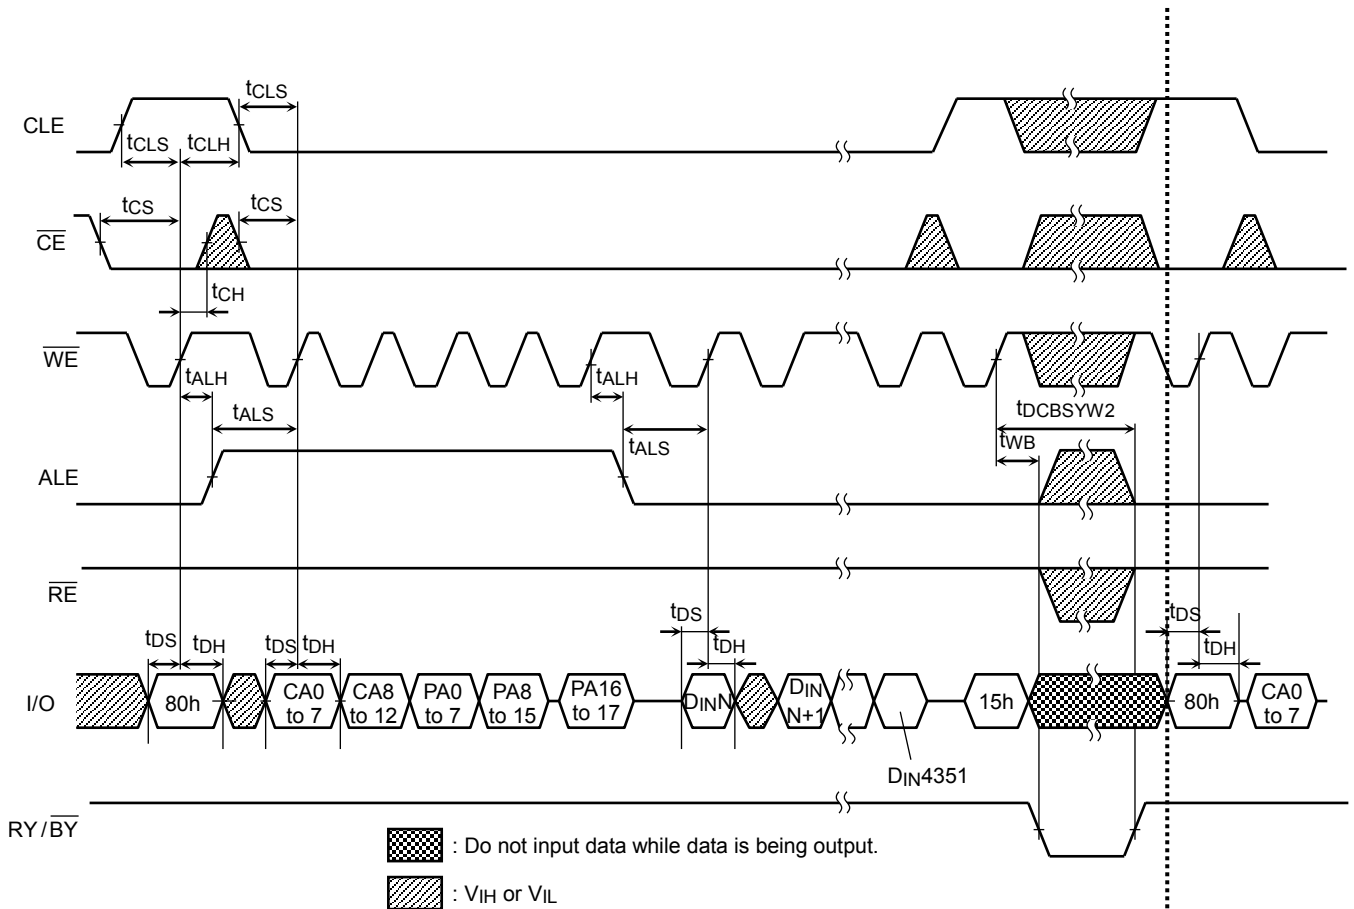 tCLS
CLE
tCLS tCLH
tCS tCS
CE
tCH
WE
tALH tALH
tALS tDCBSYW2
tALS tWB
ALE
RE
tDS tDS
tDS tDH tDS tDH tDH tDH
I/O
80h
CA0
to 7
CA8
to 12
PA0
to 7
PA8
to 15
PA16
to 17
DINN
DIN
N+1
15h
80h
CA0
to 7
DIN4351
RY/BY
: Do not input data while data is being output.
: VIH or VIL